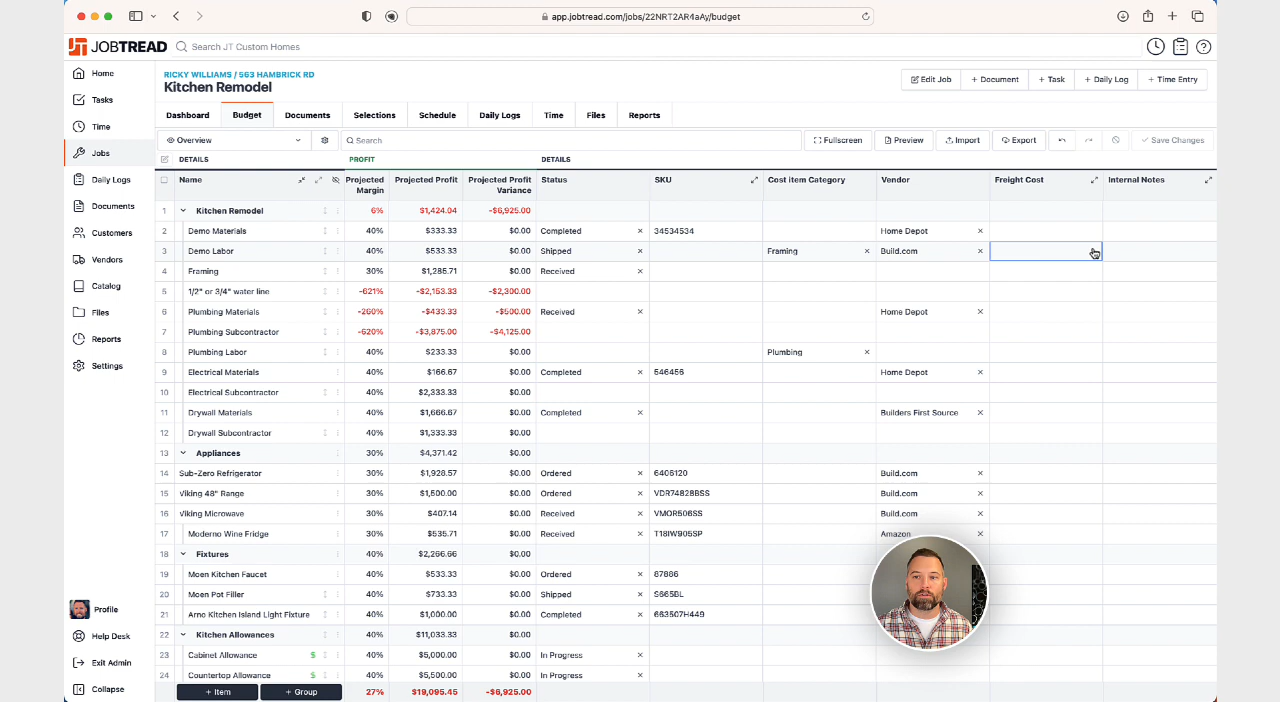 app.jobtread.com/jobs/22NRT2AR4aAy/budget
JT JOBTREAD
Search JT Custom Homes
Home
Tasks
Time
Jobs
Daily Logs
Documents
Customers
Vendors
Catalog
Files
Reports
Settings
Profile
Help Desk
Exit Admin
Collapse
RICKY WILLIAMS / 563 HAMBRICK RD
Kitchen Remodel
Edit Job + Document + Task + Daily Log + Time Entry
Dashboard Budget Documents Selections Schedule Daily Logs Time Files Reports
Overview Search Fullscreen Preview Import Export Save Changes
DETAILS PROFIT DETAILS
Name Projected Margin Projected Profit Projected Profit Variance Status SKU Cost item Category Vendor Freight Cost Internal Notes
1 Kitchen Remodel 6% $1,424.04 -$6,925.00
2 Demo Materials 40% $333.33 $0.00 Completed × 34534534 Home Depot ×
3 Demo Labor 40% $533.33 $0.00 Shipped × Framing × Build.com ×
4 Framing 30% $1,285.71 $0.00 Received ×
5 1/2" or 3/4" water line -621% -$2,153.33 -$2,300.00
6 Plumbing Materials -260% -$433.33 -$500.00 Received × Home Depot ×
7 Plumbing Subcontractor -620% -$3,875.00 -$4,125.00
8 Plumbing Labor 40% $233.33 $0.00 Plumbing ×
9 Electrical Materials 40% $166.67 $0.00 Completed × 546456 Home Depot ×
10 Electrical Subcontractor 40% $2,333.33 $0.00
11 Drywall Materials 40% $1,666.67 $0.00 Completed × Builders First Source ×
12 Drywall Subcontractor 40% $1,333.33 $0.00
13 Appliances 30% $4,371.42 $0.00
14 Sub-Zero Refrigerator 30% $1,928.57 $0.00 Ordered × 6406120 Build.com ×
15 Viking 48" Range 30% $1,500.00 $0.00 Ordered × VDR74828BSS Build.com ×
16 Viking Microwave 30% $407.14 $0.00 Received × VMOR506SS Build.com ×
17 Moderno Wine Fridge 30% $535.71 $0.00 Received × T18IW905SP Amazon ×
18 Fixtures 40% $2,266.66 $0.00
19 Moen Kitchen Faucet 40% $533.33 $0.00 Ordered × 87886
20 Moen Pot Filler 40% $733.33 $0.00 Shipped × S665BL
21 Arno Kitchen Island Light Fixture 40% $1,000.00 $0.00 Completed × 663507H449
22 Kitchen Allowances 40% $11,033.33 $0.00
23 Cabinet Allowance $ 40% $5,000.00 $0.00 In Progress ×
24 Countertop Allowance $ 40% $5,500.00 $0.00 In Progress ×
+ Item + Group 27% $19,095.45 -$6,925.00